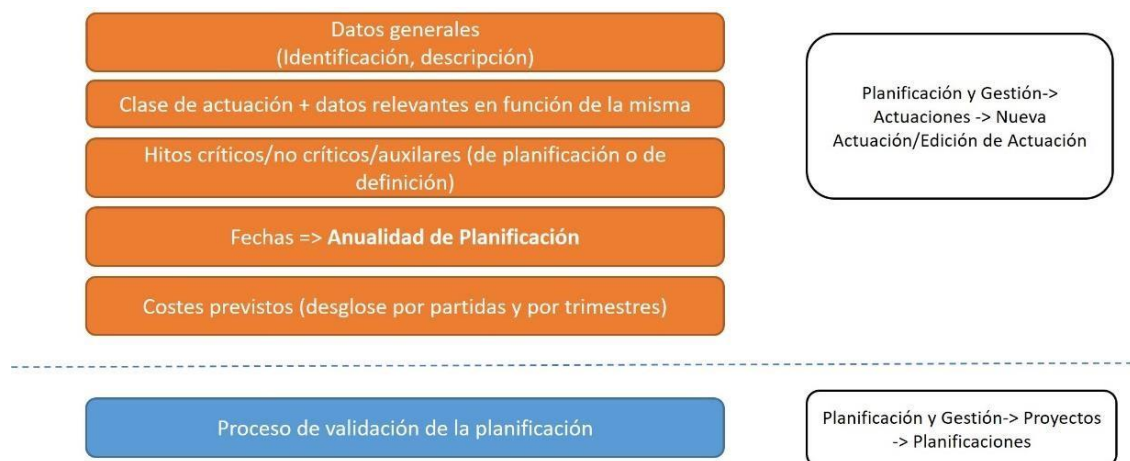 Datos generales
(Identificación, descripción)
Clase de actuación + datos relevantes en función de la misma
Hitos críticos/no críticos/auxilares (de planificación o de
definición)
Fechas => Anualidad de Planificación
Costes previstos (desglose por partidas y por trimestres)
Planificación y Gestión->
Actuaciones -> Nueva
Actuación/Edición de Actuación
Proceso de validación de la planificación
Planificación y Gestión-> Proyectos
-> Planificaciones